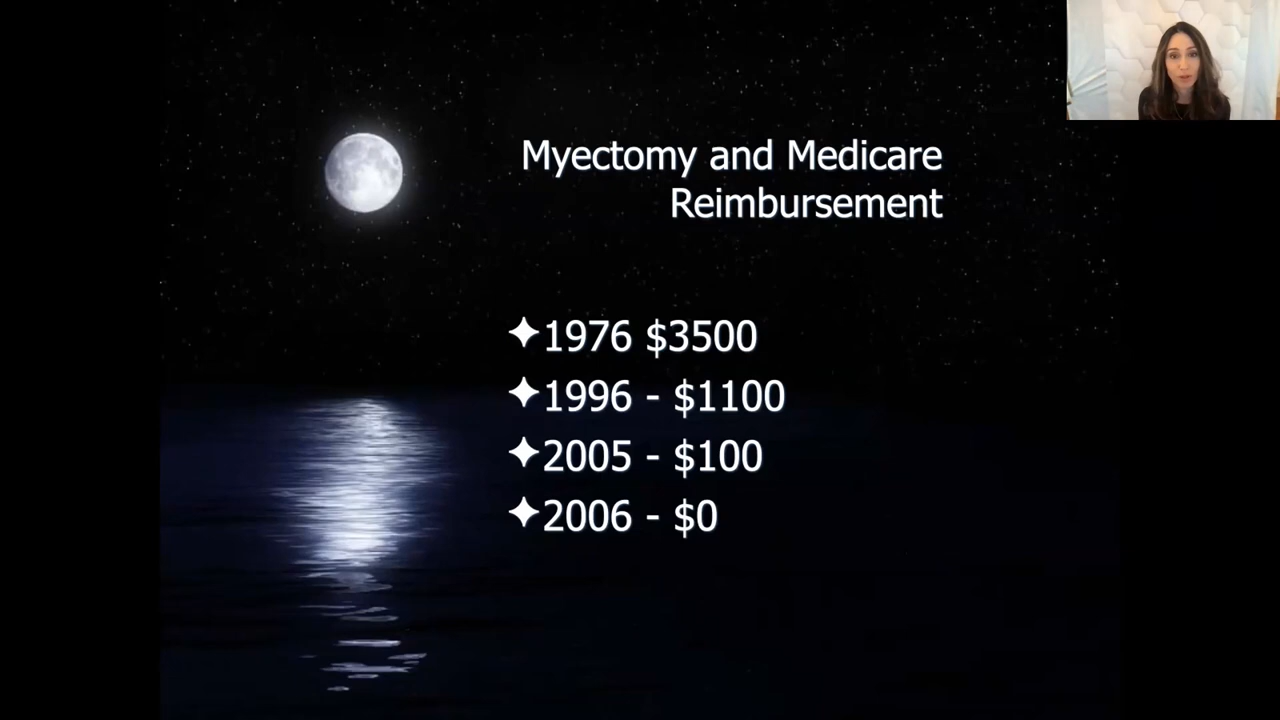 Myectomy and Medicare
Reimbursement
✦1976 $3500
✦1996 - $1100
✦2005 - $100
✦2006 - $0